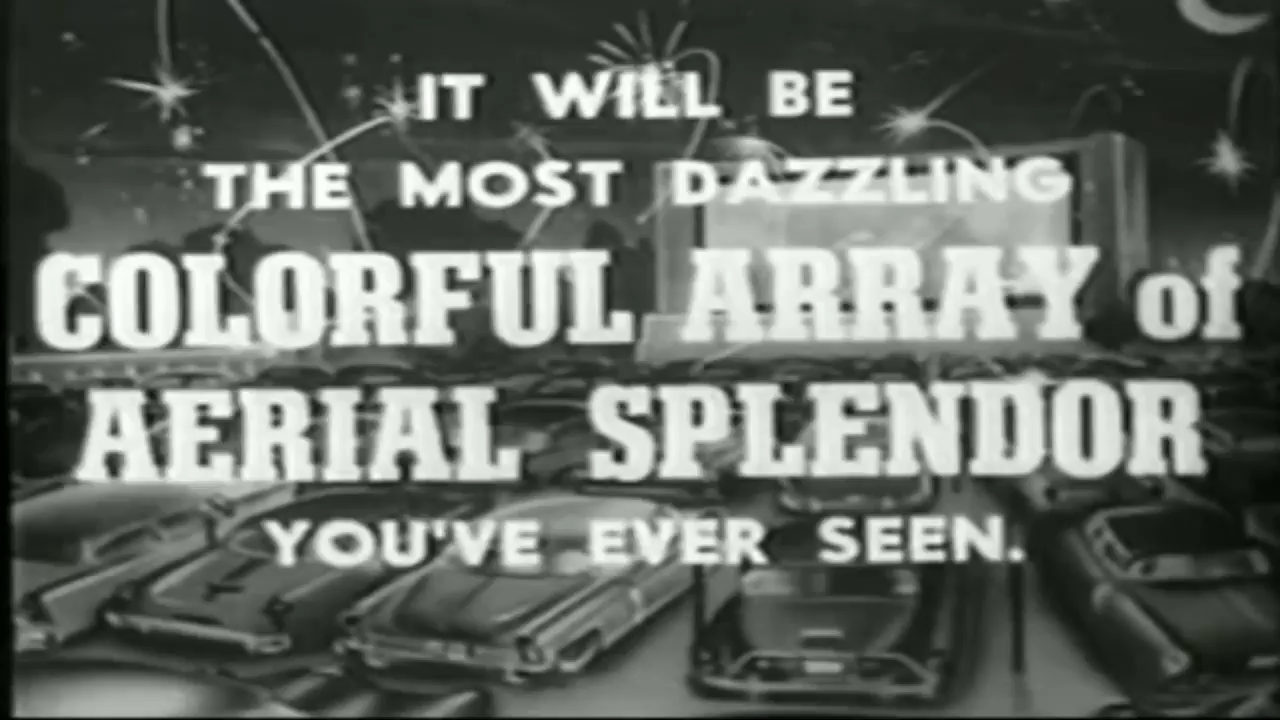 IT WILL BE
THE MOST DAZZLING
COLORFUL ARRAY of
AERIAL SPLENDOR
YOU'VE EVER SEEN.